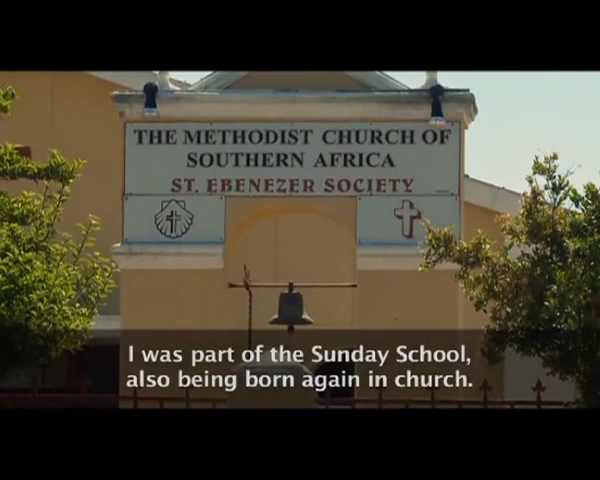 THE METHODIST CHURCH OF
SOUTHERN AFRICA
ST. EBENEZER SOCIETY
I was part of the Sunday School,
also being born again in church.